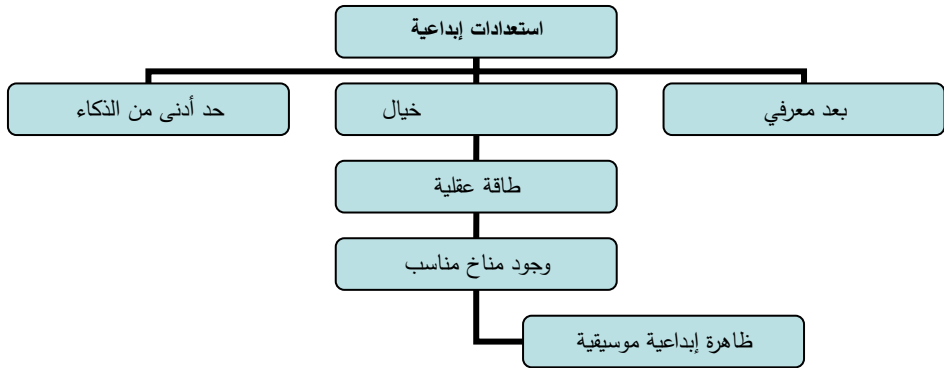 استعدادات إبداعية
بعد معرفي
خيال
حد أدنى من الذكاء
طاقة عقلية
وجود مناخ مناسب
ظاهرة إبداعية موسيقية